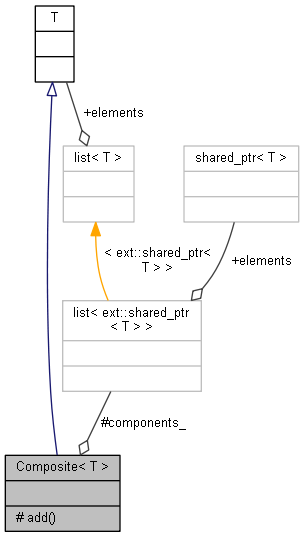 T
+elements
list< T >
shared_ptr< T >
< ext::shared_ptr<
T > >
+elements
list< ext::shared_ptr
< T > >
#components_
Composite< T >
# add()